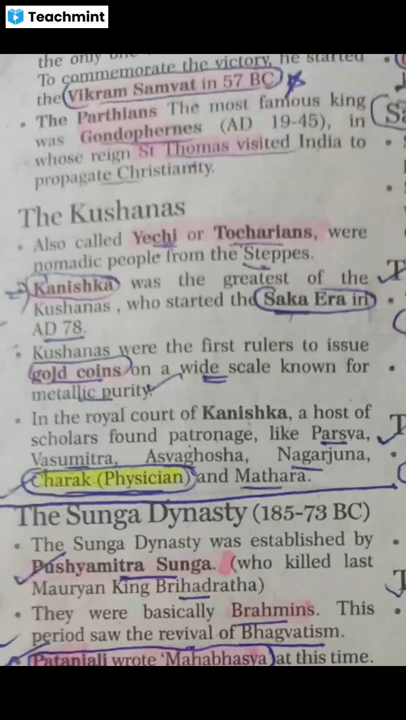 Teachmint
the only one
To commemorate the victory, he started
the Vikram Samvat in 57 BC
• The Parthians The most famous king
was Gondophernes (AD 19-45), in
whose reign St Thomas visited India to
propagate Christianity.
The Kushanas
• Also called Yechi or Tocharians, were
nomadic people from the Steppes.
• Kanishka was the greatest of the
Kushanas , who started the Saka Era in
AD 78.
• Kushanas were the first rulers to issue
gold coins on a wide scale known for
metallic purity.
• In the royal court of Kanishka, a host of
scholars found patronage, like Parsva,
Vasumitra, Asvaghosha, Nagarjuna,
Charak (Physician) and Mathara.
The Sunga Dynasty (185-73 BC)
• The Sunga Dynasty was established by
Pushyamitra Sunga. (who killed last
Mauryan King Brihadratha)
• They were basically Brahmins. This
period saw the revival of Bhagvatism.
Patanjali wrote 'Mahabhasya' at this time.